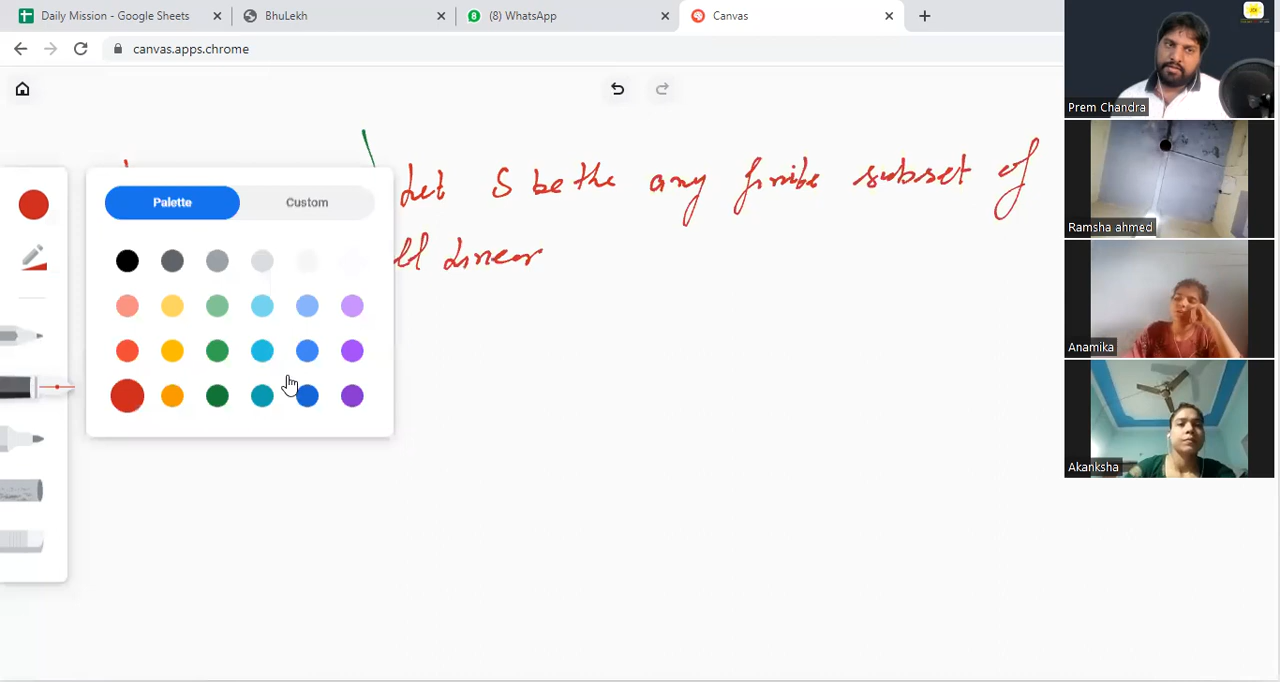 Daily Mission - Google Sheets
BhuLekh
8 (8) WhatsApp
Canvas
canvas.apps.chrome
Let S be the any finite subset of
ll Linear
Palette
Custom
Prem Chandra
Ramsha ahmed
Anamika
Akanksha